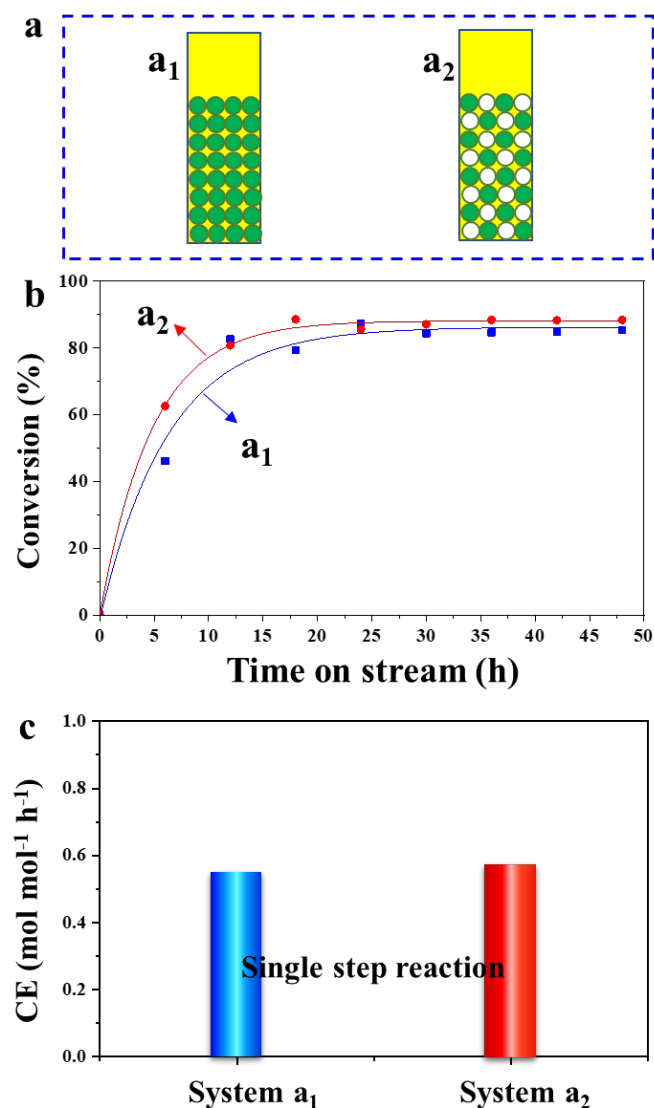 a
a₁
a₂
b
100
80
60
40
20
0
Conversion (%)
a₂
a₁
0 5 10 15 20 25 30 35 40 45 50
Time on stream (h)
c
1.0
0.8
0.6
0.4
0.2
0.0
CE (mol mol⁻¹ h⁻¹)
Single step reaction
System a₁ System a₂